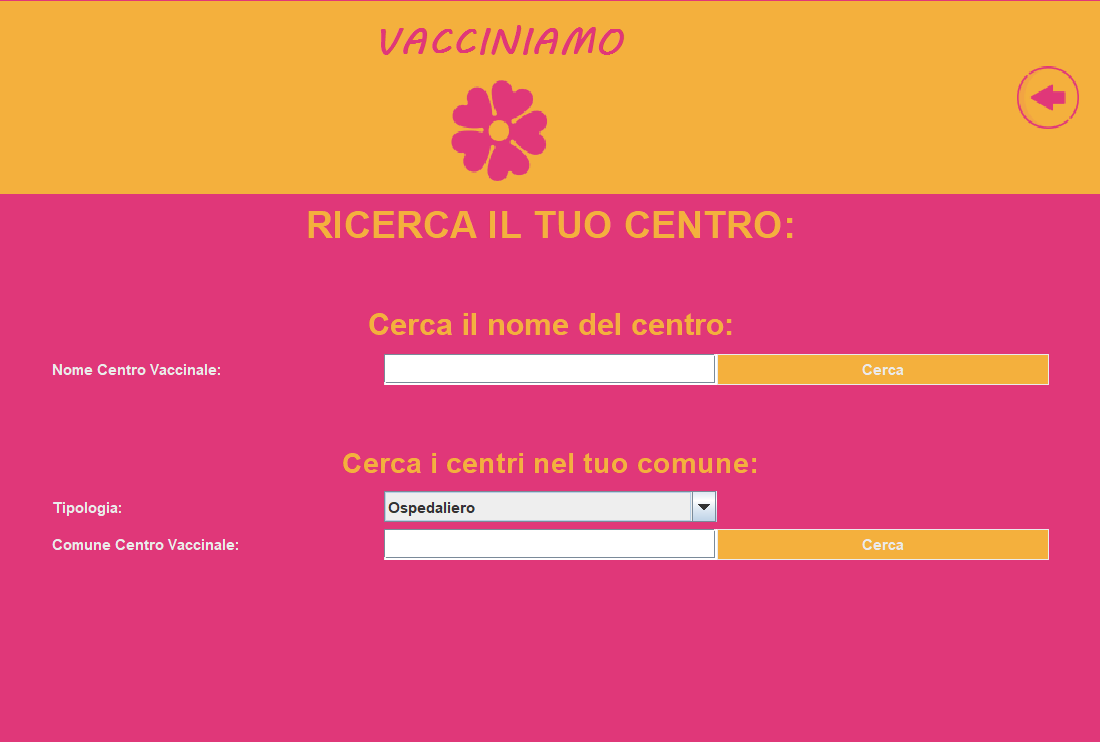 VACCINIAMO
RICERCA IL TUO CENTRO:
Cerca il nome del centro:
Nome Centro Vaccinale:
Cerca
Cerca i centri nel tuo comune:
Tipologia:
Ospedaliero
Comune Centro Vaccinale:
Cerca